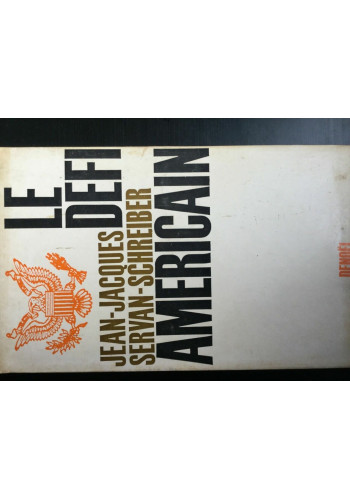 LE
DEFI
JEAN-JACQUES
SERVAN-SCHREIBER
AMERICAIN
DENOËL